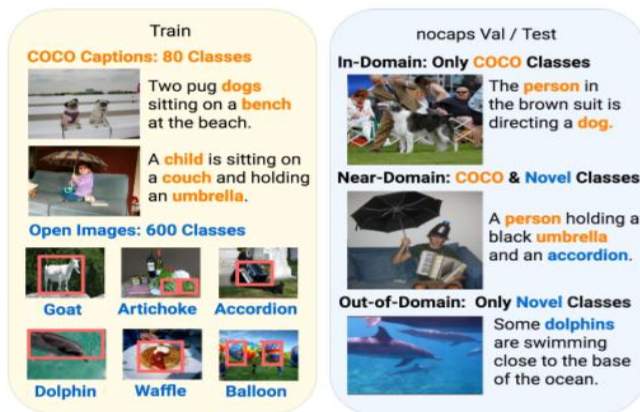 Train
COCO Captions: 80 Classes
Two pug dogs
sitting on a bench
at the beach.
A child is sitting on
a couch and holding
an umbrella.
Open Images: 600 Classes
Goat
Artichoke
Accordion
Dolphin
Waffle
Balloon
nocaps Val / Test
In-Domain: Only COCO Classes
The person in
the brown suit is
directing a dog.
Near-Domain: COCO & Novel Classes
A person holding a
black umbrella
and an accordion.
Out-of-Domain: Only Novel Classes
Some dolphins
are swimming
close to the base
of the ocean.